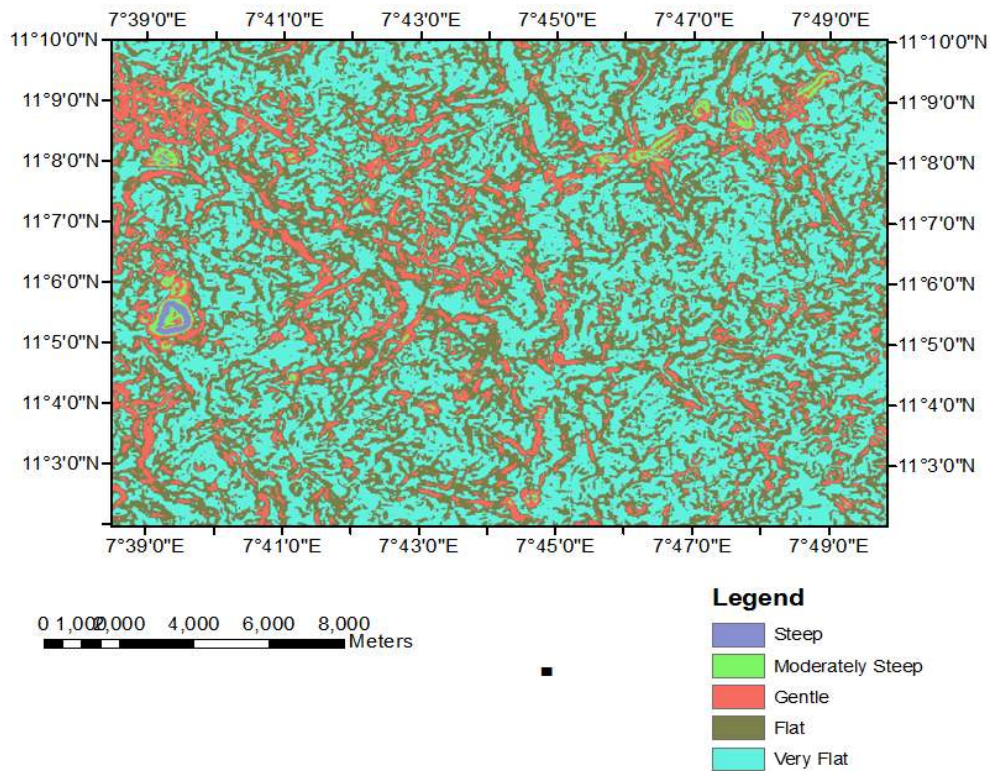 7°39'0"E 7°41'0"E 7°43'0"E 7°45'0"E 7°47'0"E 7°49'0"E
11°10'0"N 11°10'0"N
11°9'0"N 11°9'0"N
11°8'0"N 11°8'0"N
11°7'0"N 11°7'0"N
11°6'0"N 11°6'0"N
11°5'0"N 11°5'0"N
11°4'0"N 11°4'0"N
11°3'0"N 11°3'0"N
7°39'0"E 7°41'0"E 7°43'0"E 7°45'0"E 7°47'0"E 7°49'0"E
0 1,000 2,000 4,000 6,000 8,000
Meters
Legend
Steep
Moderately Steep
Gentle
Flat
Very Flat